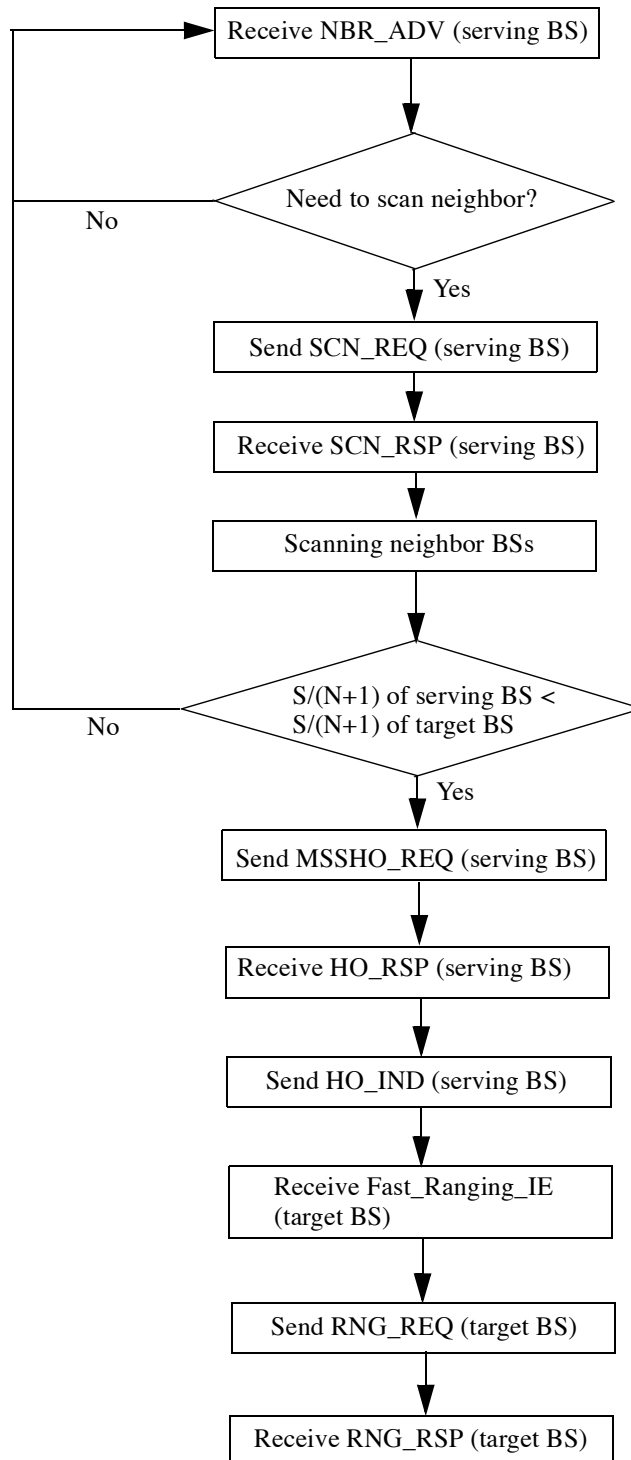 Receive NBR_ADV (serving BS)
Need to scan neighbor?
No
Yes
Send SCN_REQ (serving BS)
Receive SCN_RSP (serving BS)
Scanning neighbor BSs
S/(N+1) of serving BS <
S/(N+1) of target BS
No
Yes
Send MSSHO_REQ (serving BS)
Receive HO_RSP (serving BS)
Send HO_IND (serving BS)
Receive Fast_Ranging_IE
(target BS)
Send RNG_REQ (target BS)
Receive RNG_RSP (target BS)